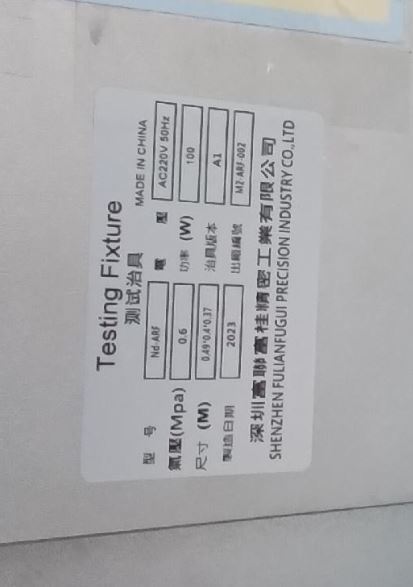 Testing Fixture
测试治具 MADE IN CHINA
型 号 Nd-ARF 電 壓 AC220V 50Hz
氣壓(Mpa) 0.6 功率 (W) 100
尺寸 (M) 0.49*0.4*0.37 治具版本 A1
製造日期 2023 出廠編號 M2-ARF-002
深圳富聯富桂精密工業有限公司
SHENZHEN FULIANFUGUI PRECISION INDUSTRY CO.,LTD